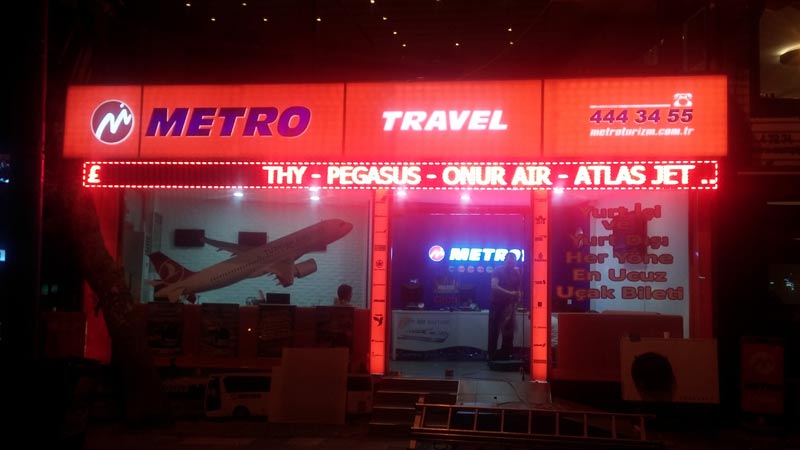 METRO
TRAVEL
444 34 55
metroturizm.com.tr
£ THY - PEGASUS - ONUR AIR - ATLAS JET ..
METRO
Yurt İçi
ve
Yurt Dışı
Her Yöne
En Ucuz
Uçak Bileti